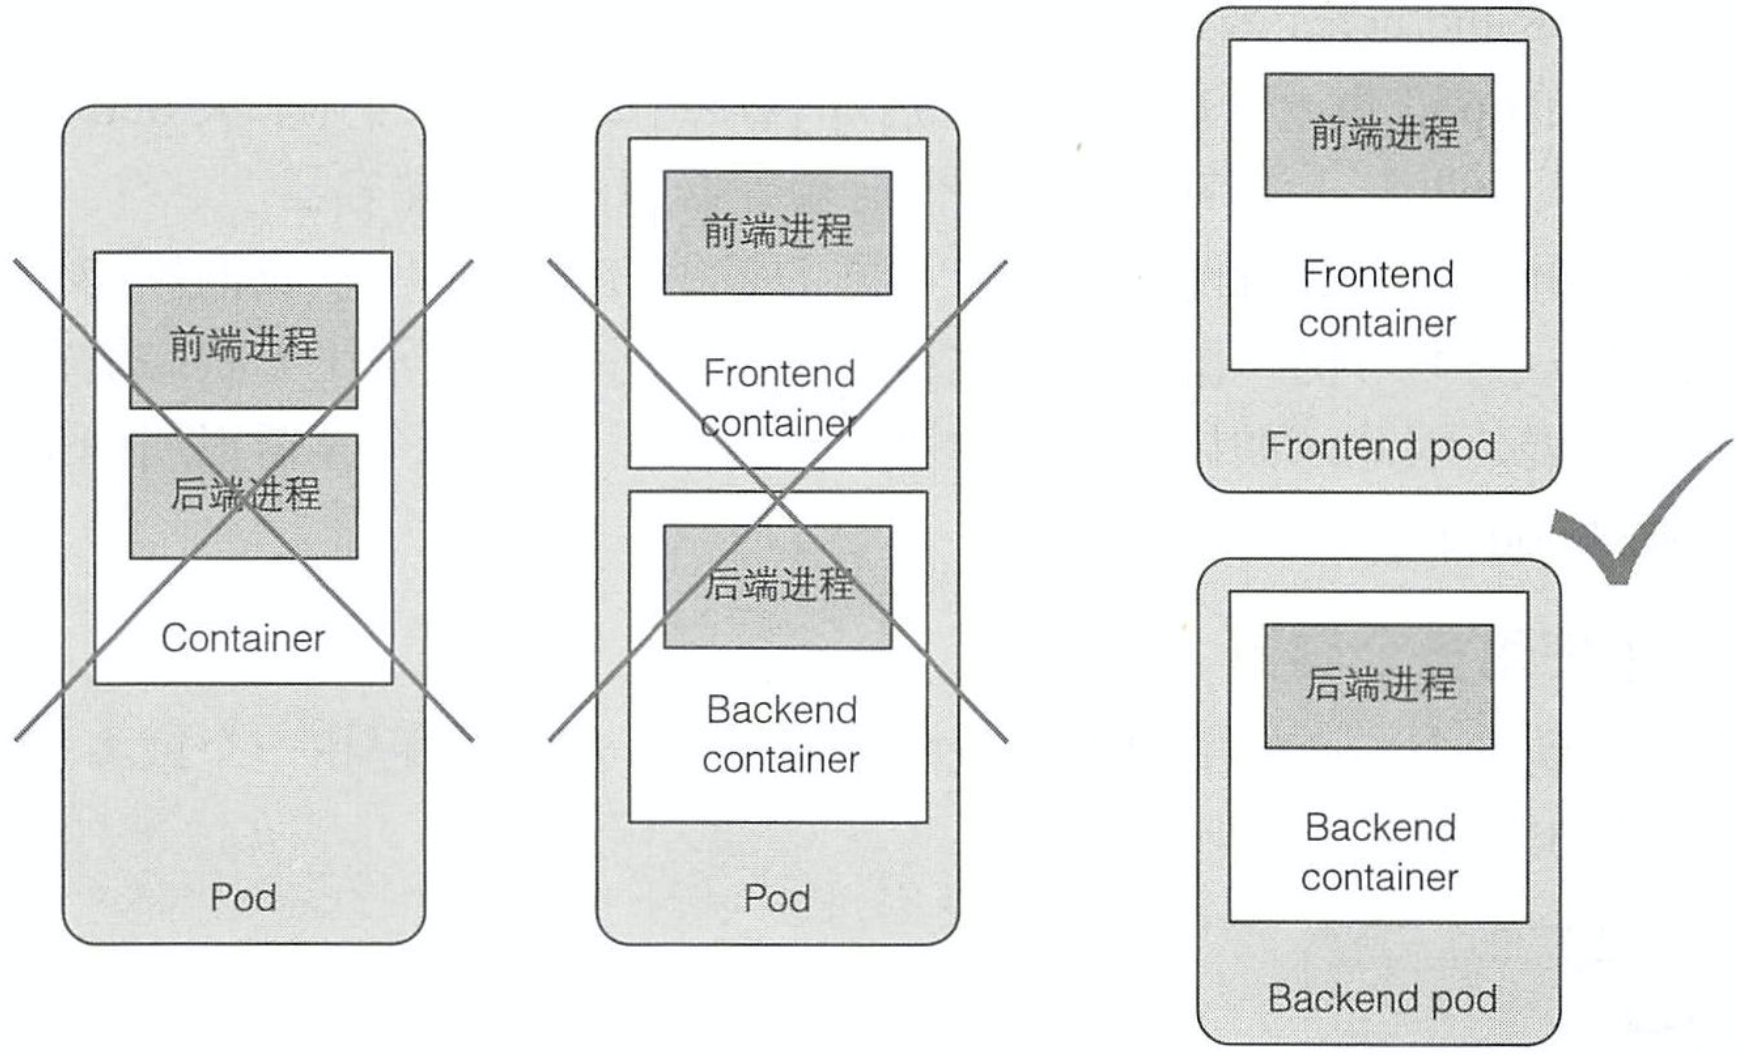 前端进程
后端进程
Container
Pod
前端进程
Frontend
container
后端进程
Backend
container
Pod
前端进程
Frontend
container
Frontend pod
后端进程
Backend
container
Backend pod